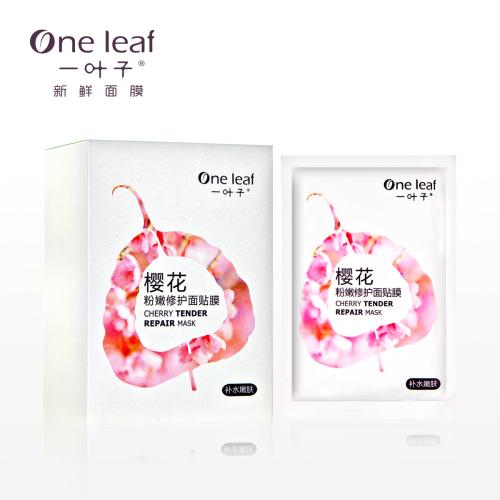 One leaf
一叶子®
新鲜面膜
One leaf
一叶子®
樱花
粉嫩修护面贴膜
CHERRY TENDER
REPAIR MASK
补水嫩肤
One leaf
一叶子®
樱花
粉嫩修护面贴膜
CHERRY TENDER
REPAIR MASK
补水嫩肤